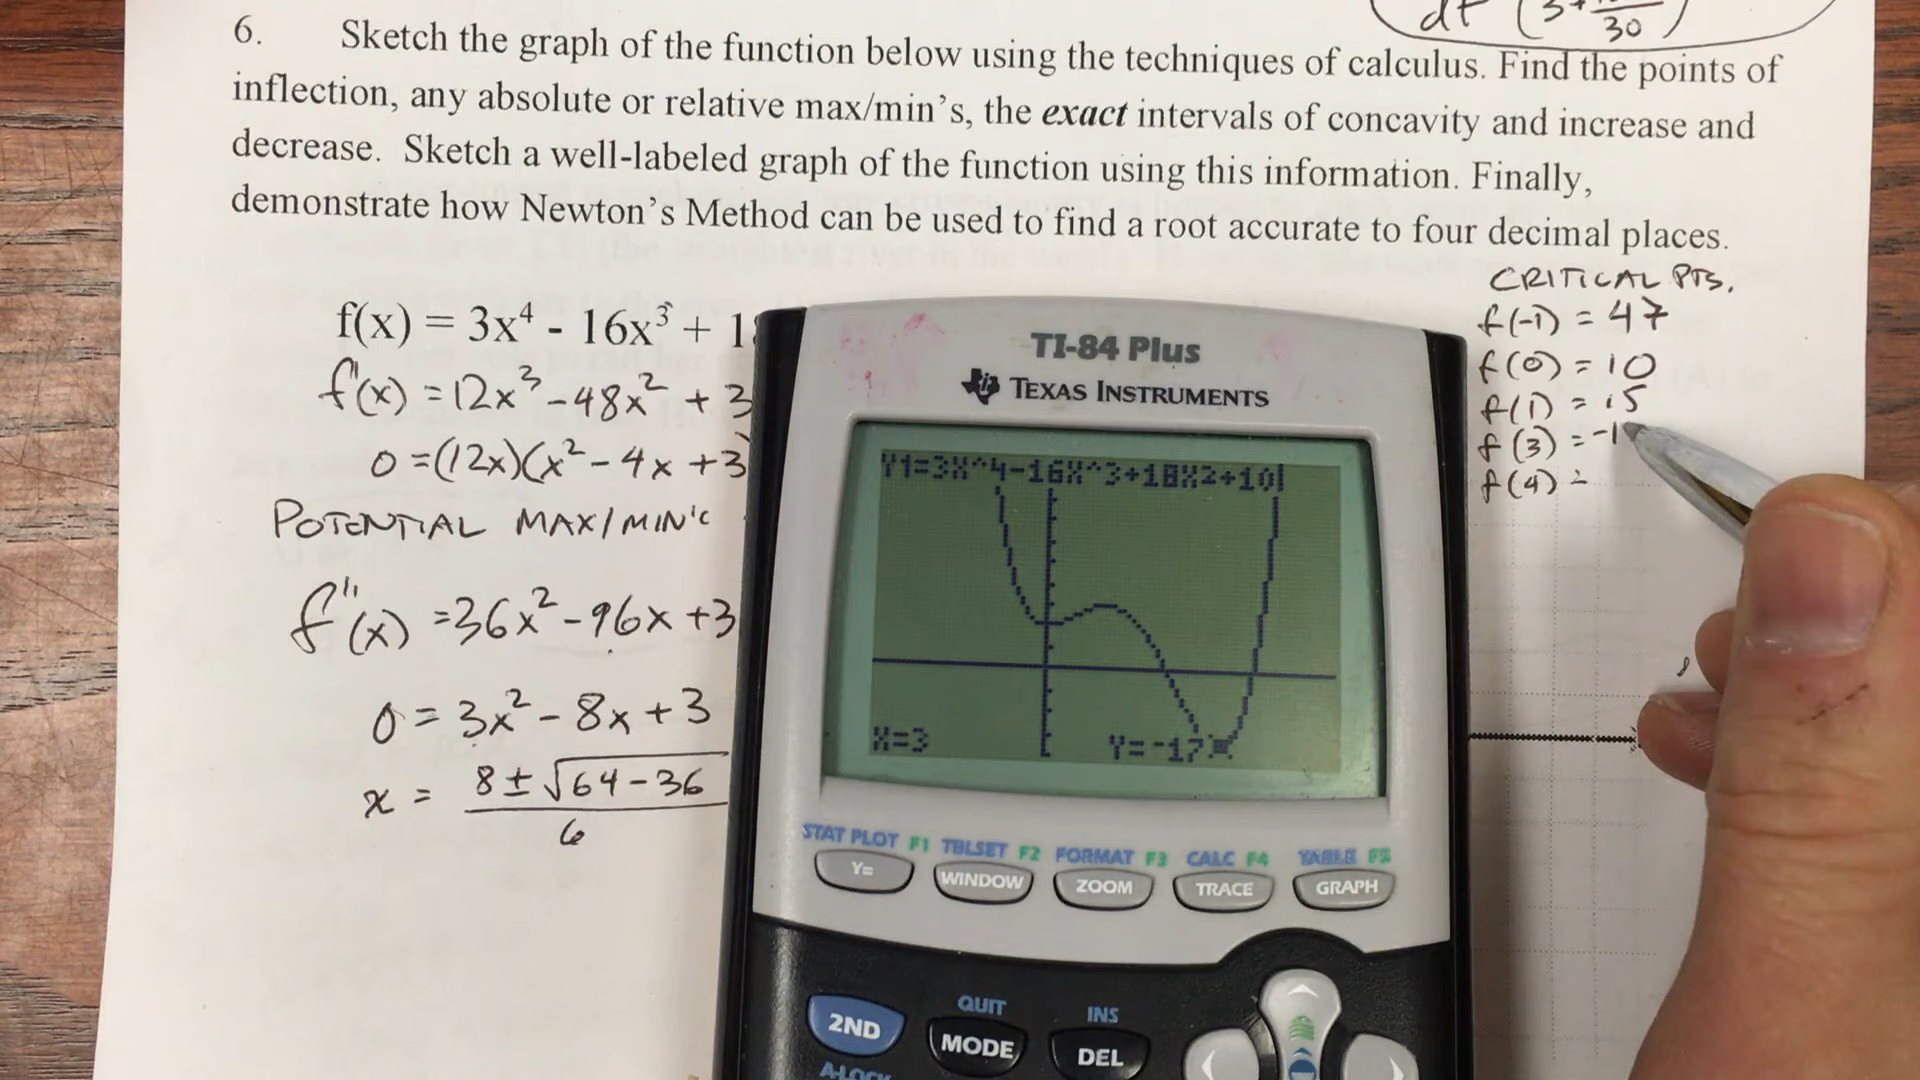 dt (3+ 30)
6. Sketch the graph of the function below using the techniques of calculus. Find the points of
inflection, any absolute or relative max/min’s, the exact intervals of concavity and increase and
decrease. Sketch a well-labeled graph of the function using this information. Finally,
demonstrate how Newton’s Method can be used to find a root accurate to four decimal places.
f(x) = 3x⁴ - 16x³ + 1
f'(x) = 12x³ - 48x² + 3
0 = (12x)(x² - 4x + 3
POTENTIAL MAX/MIN'
f''(x) = 36x² - 96x + 3
0 = 3x² - 8x + 3
x = 8 ± √64 - 36
6
CRITICAL PTS.
f(-1) = 47
f(0) = 10
f(1) = 15
f(3) = -1
f(4) =
TI-84 Plus
TEXAS INSTRUMENTS
Y1=3X^4-16X^3+18X2+10
X=3 Y=-17
STAT PLOT F1 TBLSET F2 FORMAT F3 CALC F4 TABLE F5
Y= WINDOW ZOOM TRACE GRAPH
QUIT INS
2ND MODE DEL
A-LOCK